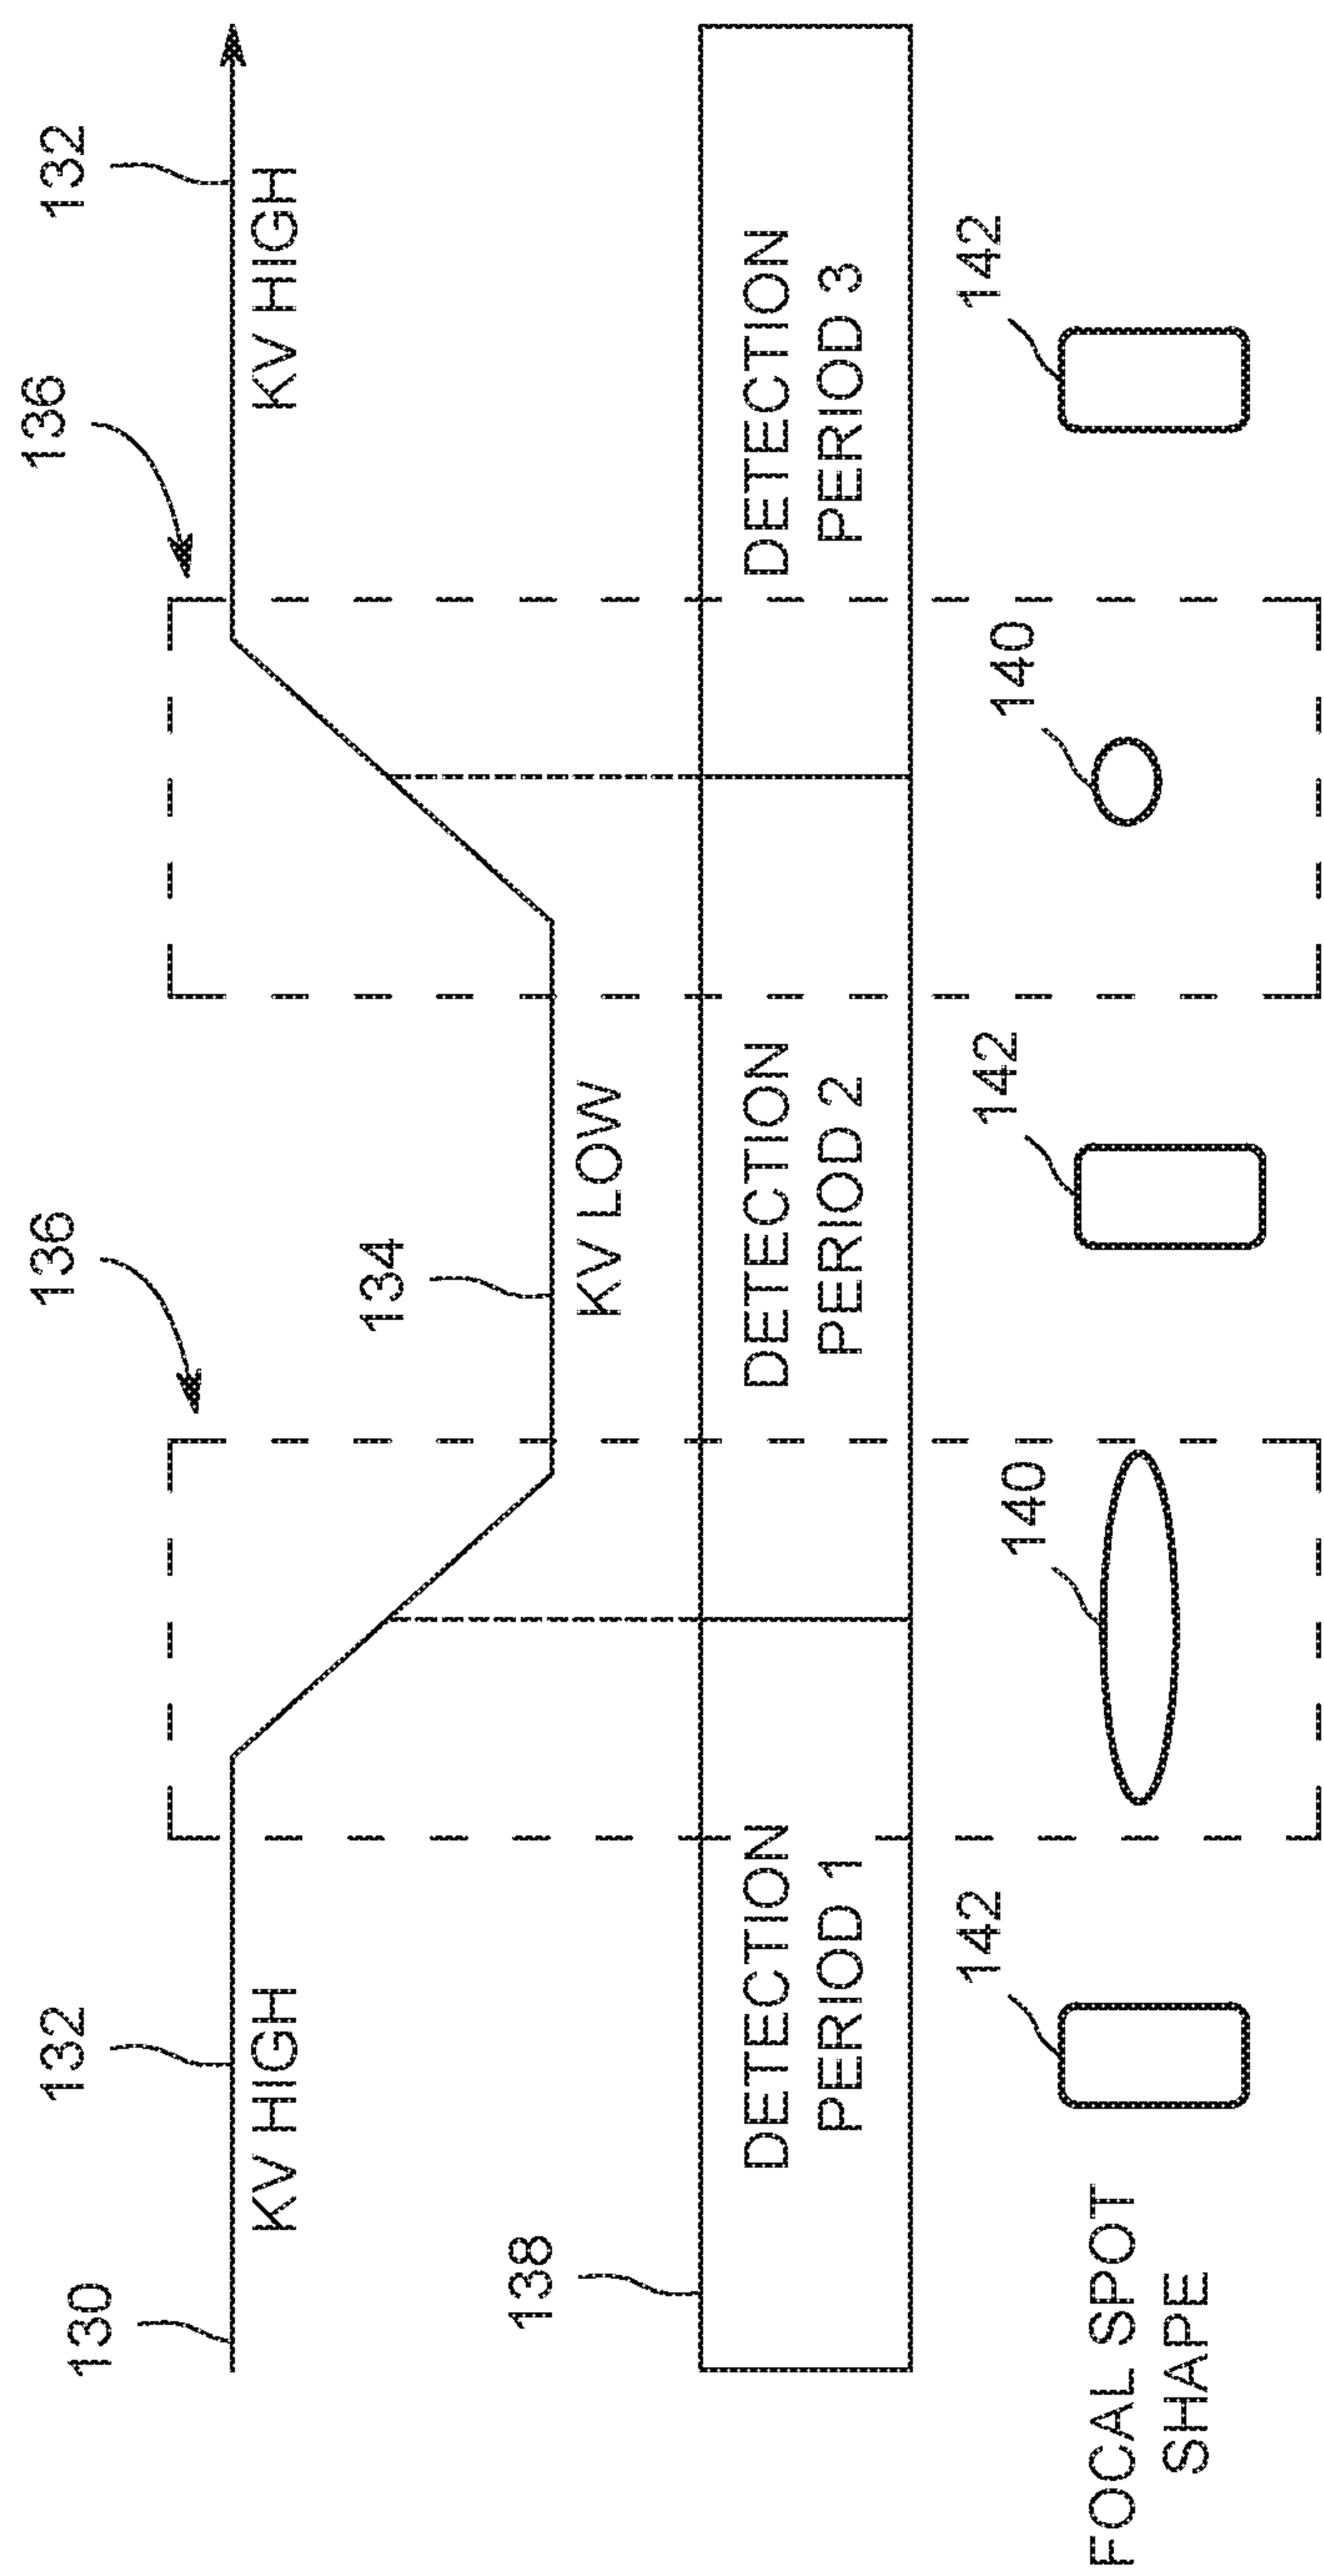 130
132
136
136
132
KV HIGH
KV HIGH
134
KV LOW
138
DETECTION
PERIOD 1
DETECTION
PERIOD 2
DETECTION
PERIOD 3
142
140
142
140
142
FOCAL SPOT
SHAPE